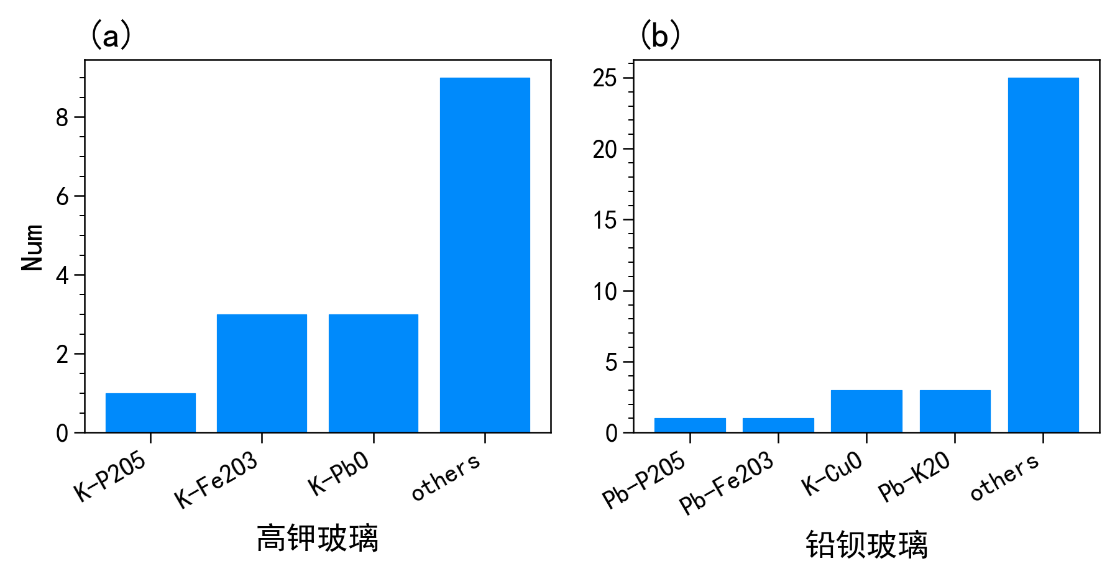 (a)
Num
8
6
4
2
0
K-P2O5
K-Fe2O3
K-PbO
others
高钾玻璃
(b)
25
20
15
10
5
0
Pb-P2O5
Pb-Fe2O3
K-CuO
Pb-K2O
others
铅钡玻璃